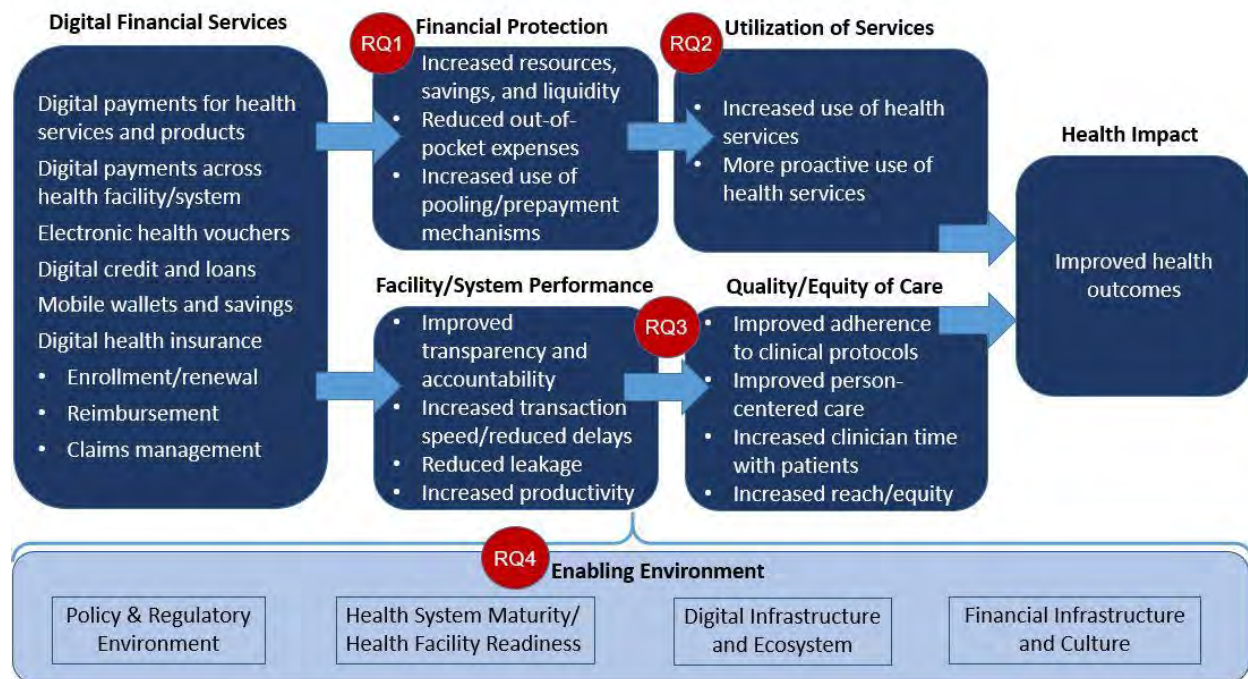 Digital Financial Services
Digital payments for health
services and products
Digital payments across
health facility/system
Electronic health vouchers
Digital credit and loans
Mobile wallets and savings
Digital health insurance
• Enrollment/renewal
• Reimbursement
• Claims management
RQ1
Financial Protection
• Increased resources,
savings, and liquidity
• Reduced out-of-
pocket expenses
• Increased use of
pooling/prepayment
mechanisms
RQ2
Utilization of Services
• Increased use of health
services
• More proactive use of
health services
Facility/System Performance
• Improved
transparency and
accountability
• Increased transaction
speed/reduced delays
• Reduced leakage
• Increased productivity
RQ3
Quality/Equity of Care
• Improved adherence
to clinical protocols
• Improved person-
centered care
• Increased clinician time
with patients
• Increased reach/equity
Health Impact
Improved health
outcomes
RQ4
Enabling Environment
Policy & Regulatory
Environment
Health System Maturity/
Health Facility Readiness
Digital Infrastructure
and Ecosystem
Financial Infrastructure
and Culture